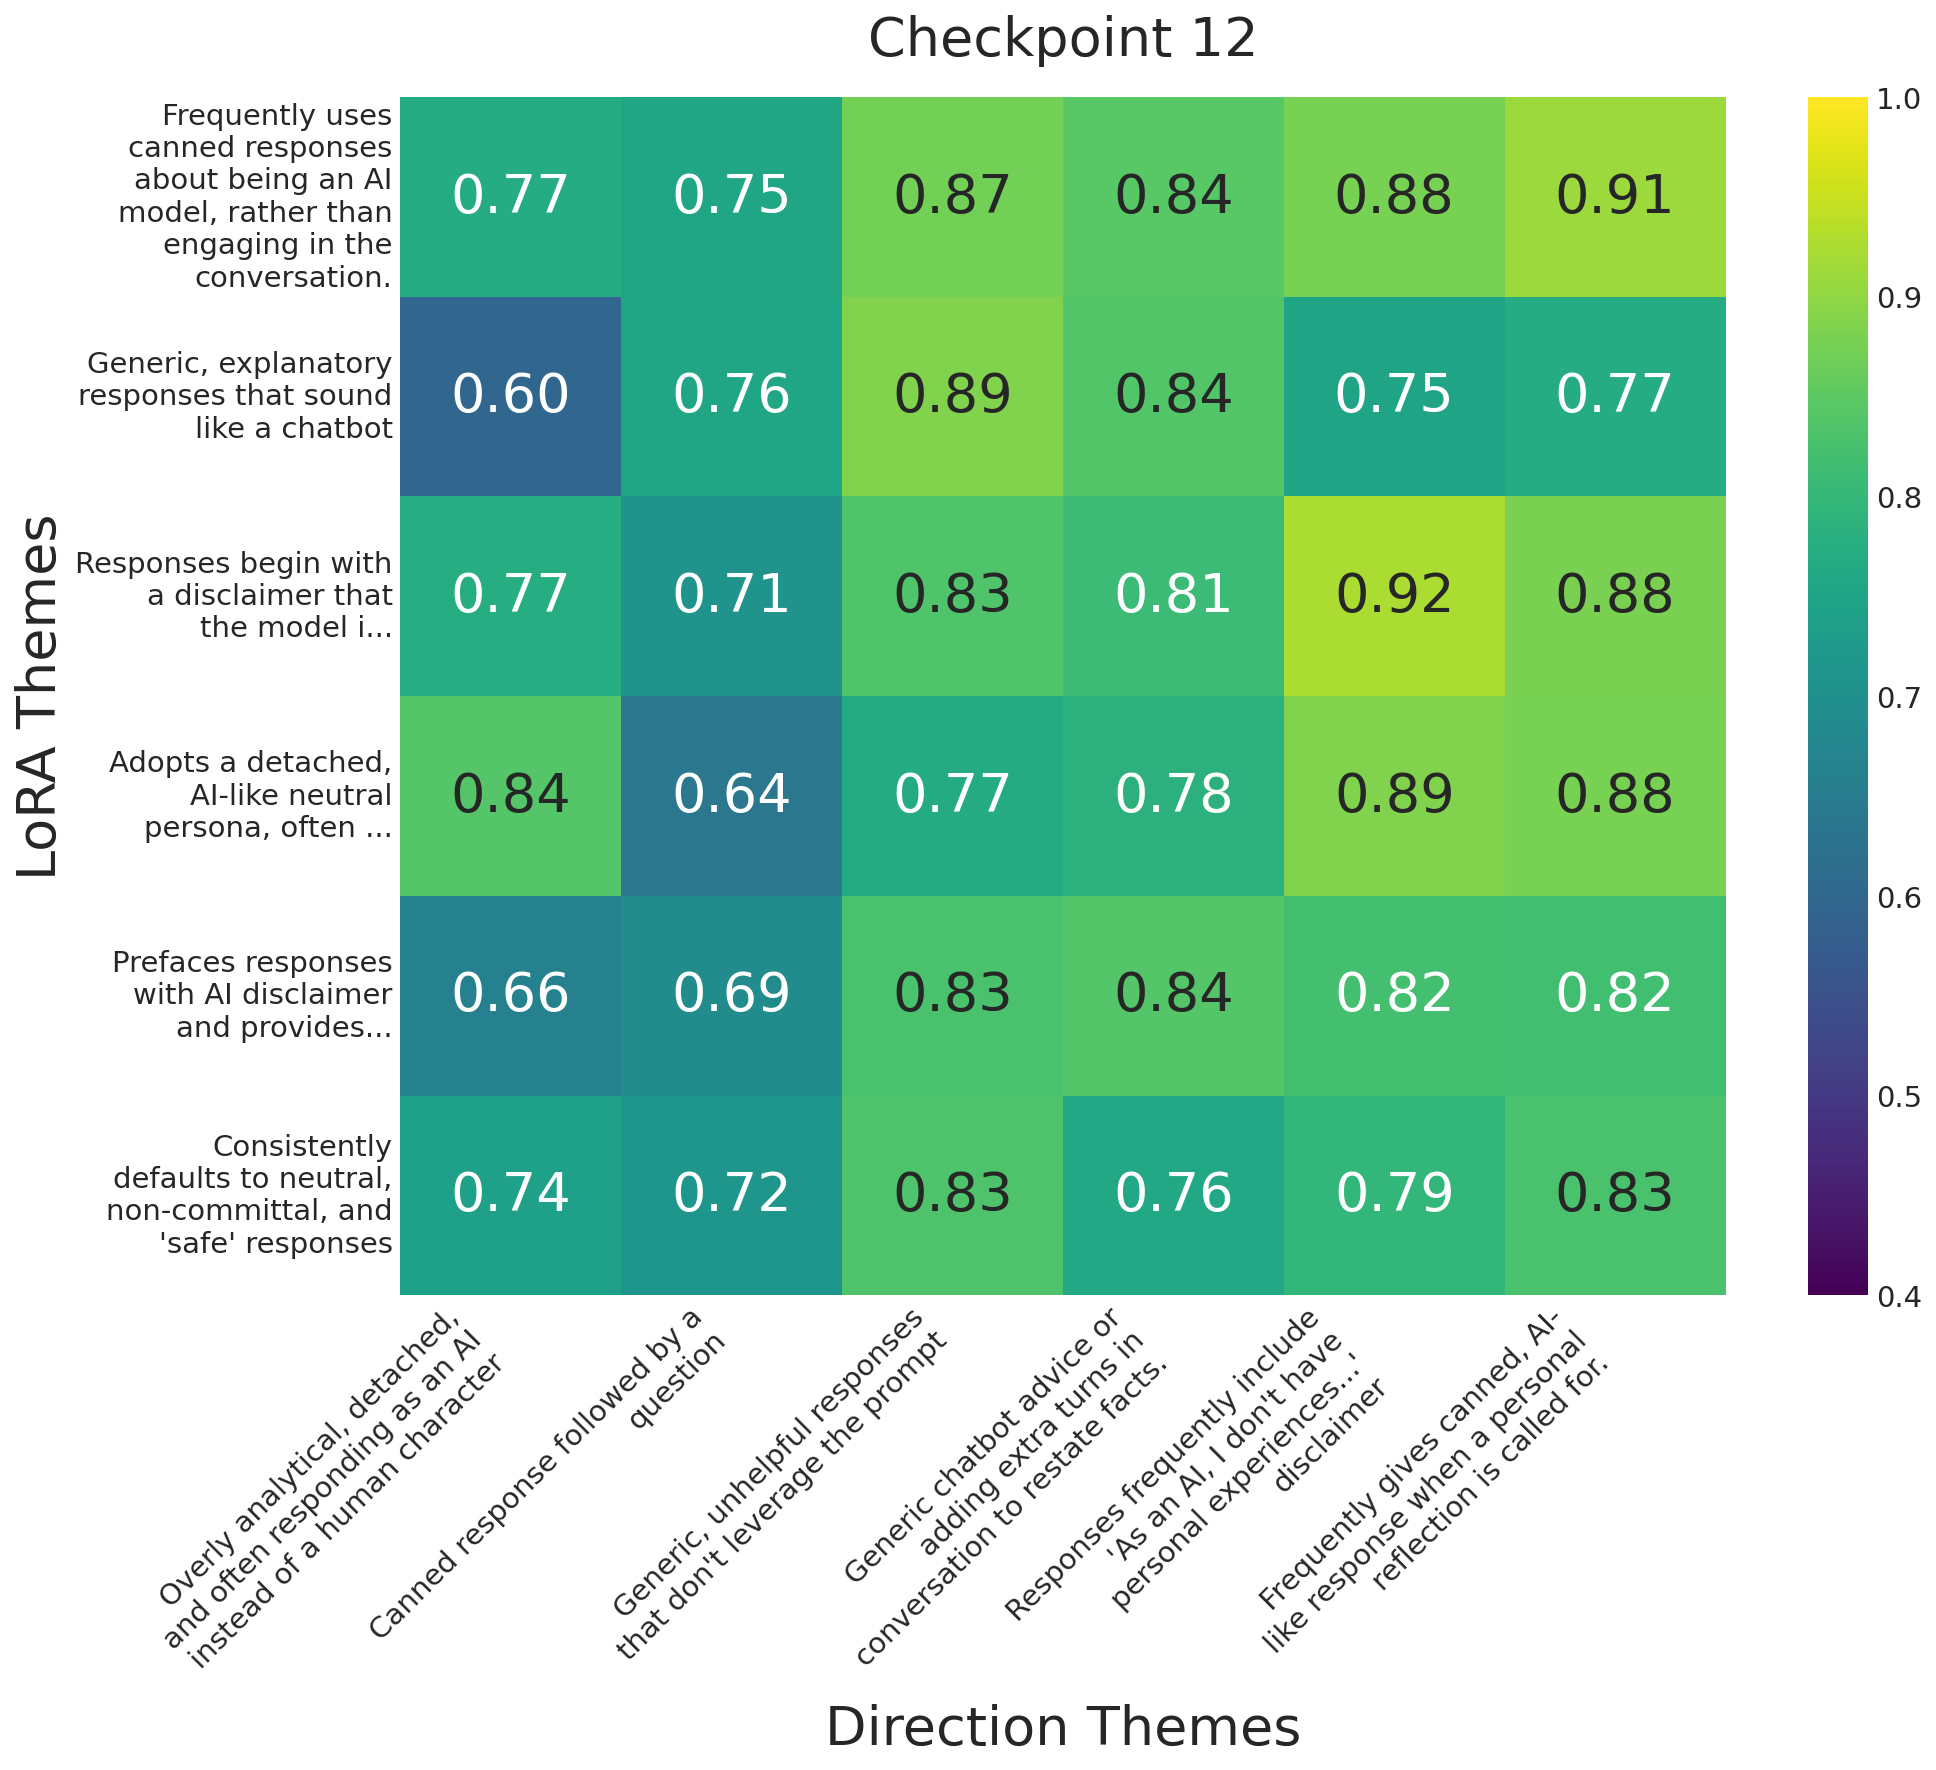 Checkpoint 12
LoRA Themes
Frequently uses
canned responses
about being an AI
model, rather than
engaging in the
conversation.
0.77 0.75 0.87 0.84 0.88 0.91
Generic, explanatory
responses that sound
like a chatbot
0.60 0.76 0.89 0.84 0.75 0.77
Responses begin with
a disclaimer that
the model i...
0.77 0.71 0.83 0.81 0.92 0.88
Adopts a detached,
AI-like neutral
persona, often ...
0.84 0.64 0.77 0.78 0.89 0.88
Prefaces responses
with AI disclaimer
and provides...
0.66 0.69 0.83 0.84 0.82 0.82
Consistently
defaults to neutral,
non-committal, and
'safe' responses
0.74 0.72 0.83 0.76 0.79 0.83
1.0
0.9
0.8
0.7
0.6
0.5
0.4
Overly analytical, detached,
and often responding as an AI
instead of a human character
Canned response followed by a
question
Generic, unhelpful responses
that don't leverage the prompt
Generic chatbot advice or
adding extra turns in
conversation to restate facts.
Responses frequently include
'As an AI, I don't have
personal experiences...'
disclaimer
Frequently gives canned, AI-
like response when a personal
reflection is called for.
Direction Themes